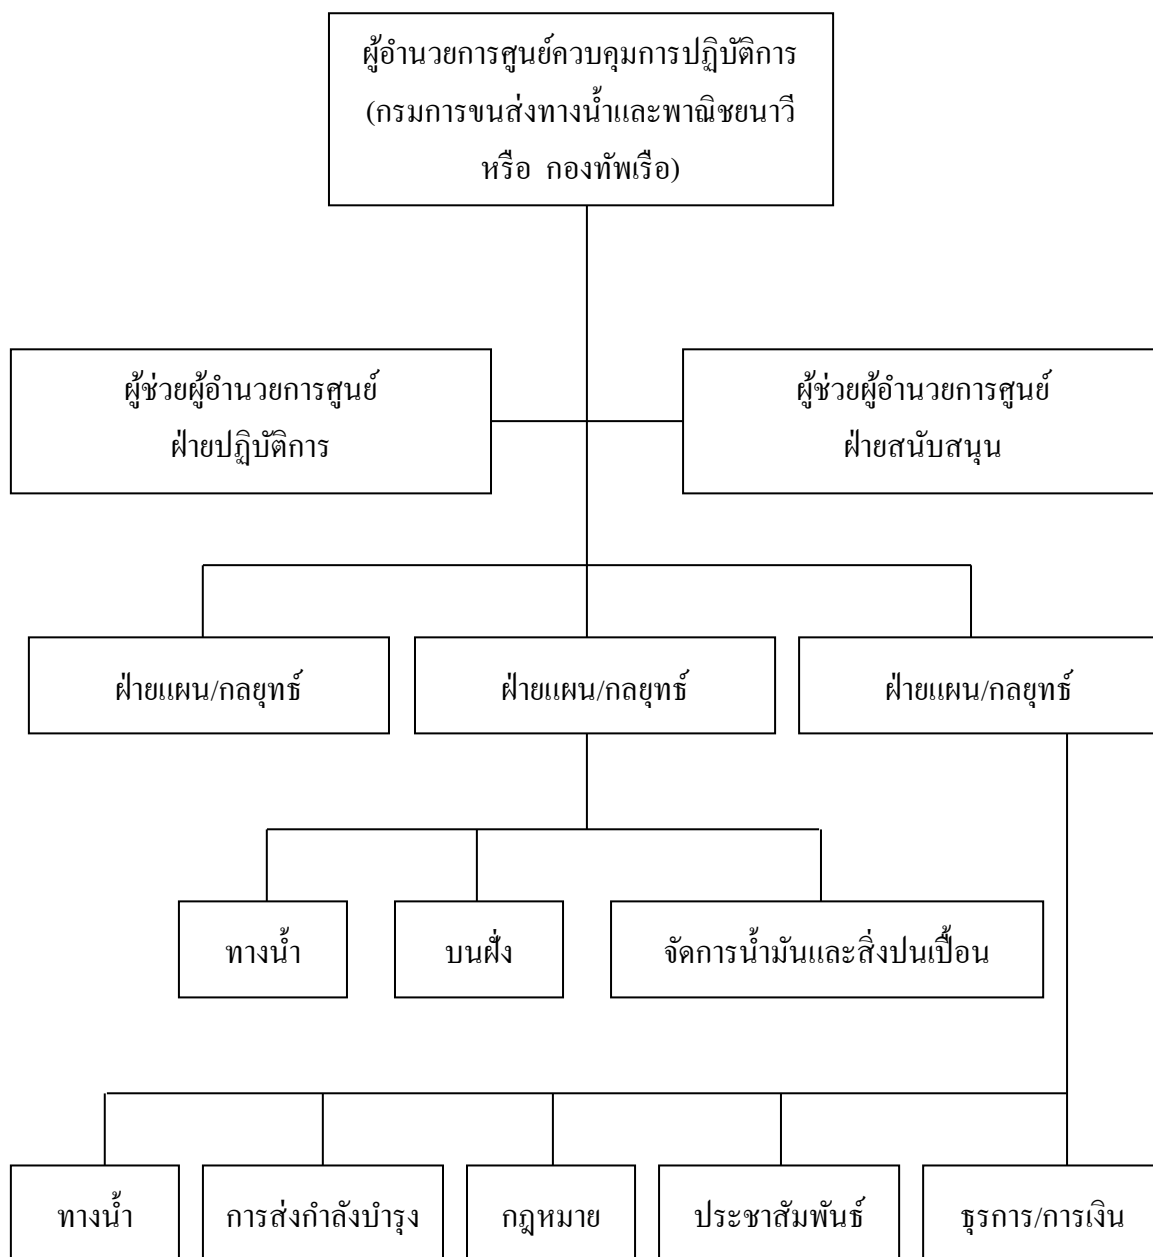 ผู้อำนวยการศูนย์ควบคุมการปฏิบัติการ
(กรมการขนส่งทางน้ำและพาณิชยนาวี
หรือ กองทัพเรือ)
ผู้ช่วยผู้อำนวยการศูนย์
ฝ่ายปฏิบัติการ
ผู้ช่วยผู้อำนวยการศูนย์
ฝ่ายสนับสนุน
ฝ่ายแผน/กลยุทธ์
ฝ่ายแผน/กลยุทธ์
ฝ่ายแผน/กลยุทธ์
ทางน้ำ
บนฝั่ง
จัดการน้ำมันและสิ่งปนเปื้อน
ทางน้ำ
การส่งกำลังบำรุง
กฎหมาย
ประชาสัมพันธ์
ธุรการ/การเงิน